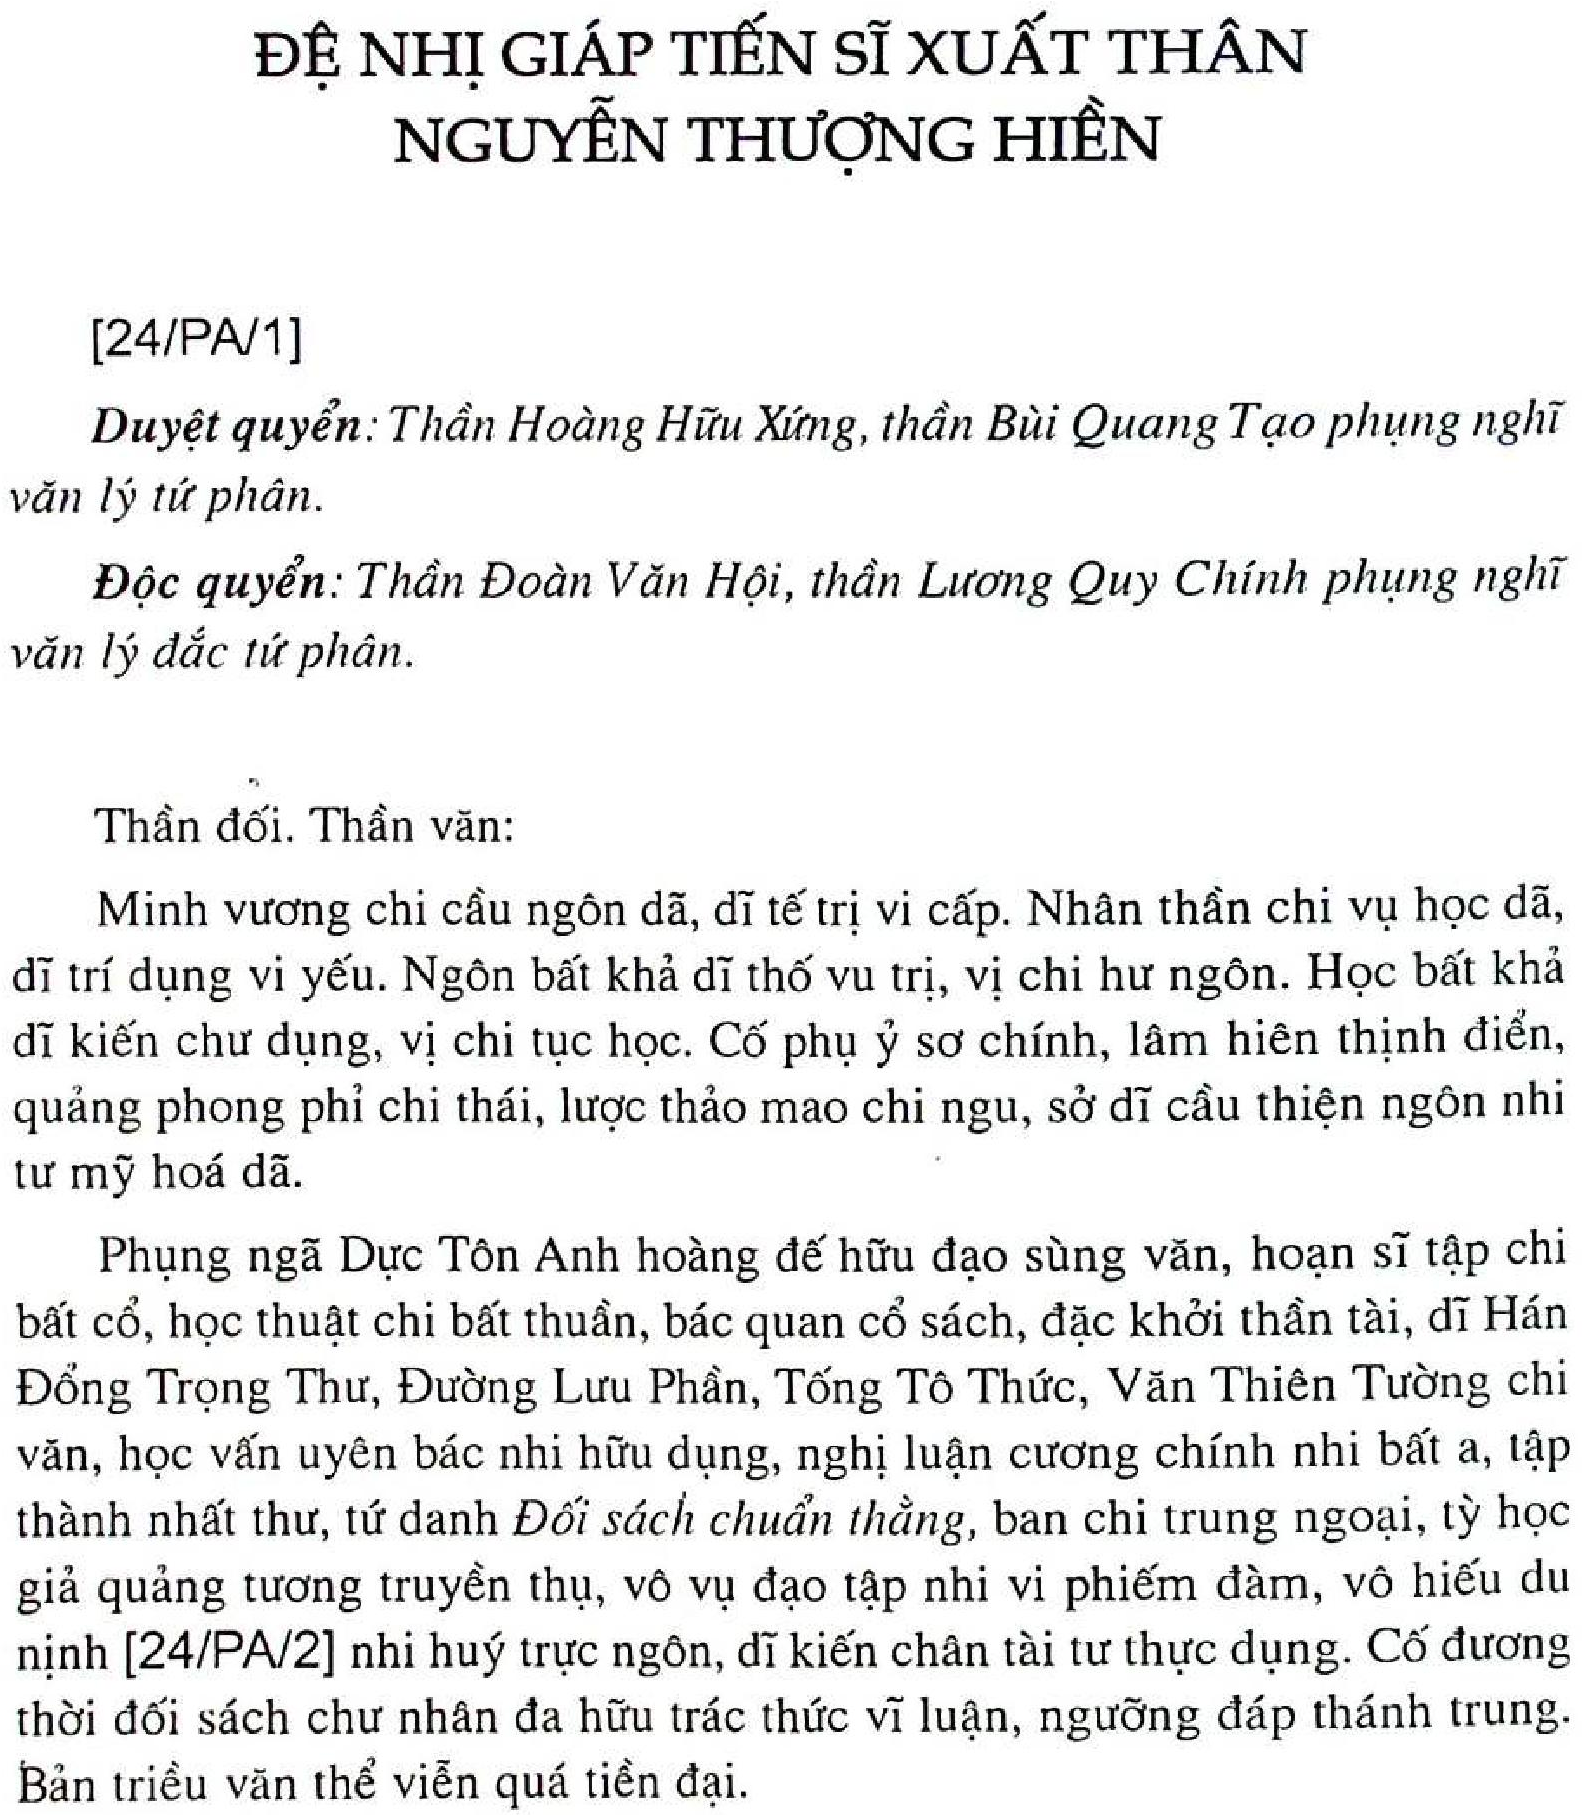 ĐỆ NHỊ GIÁP TIẾN SĨ XUẤT THÂN
NGUYỄN THƯỢNG HIỀN
[24/PA/1]
Duyệt quyển: Thần Hoàng Hữu Xứng, thần Bùi Quang Tạo phụng nghĩ
văn lý tứ phân.
Độc quyển: Thần Đoàn Văn Hội, thần Lương Quy Chính phụng nghĩ
văn lý đắc tứ phân.
Thần đối. Thần văn:
Minh vương chi cầu ngôn dã, dĩ tế trị vi cấp. Nhân thần chi vụ học dã,
dĩ trí dụng vi yếu. Ngôn bất khả dĩ thố vu trị, vị chi hư ngôn. Học bất khả
dĩ kiến chư dụng, vị chi tục học. Cố phụ ỷ sơ chính, lâm hiên thịnh điển,
quảng phong phỉ chi thái, lược thảo mao chi ngu, sở dĩ cầu thiện ngôn nhi
tư mỹ hoá dã.
Phụng ngã Dực Tôn Anh hoàng đế hữu đạo sùng văn, hoạn sĩ tập chi
bất cổ, học thuật chi bất thuần, bác quan cổ sách, đặc khởi thần tài, dĩ Hán
Đổng Trọng Thư, Đường Lưu Phần, Tống Tô Thức, Văn Thiên Tường chi
văn, học vấn uyên bác nhi hữu dụng, nghị luận cương chính nhi bất a, tập
thành nhất thư, tứ danh Đối sách chuẩn thằng, ban chi trung ngoại, tỳ học
giả quảng tương truyền thụ, vô vụ đạo tập nhi vi phiếm đàm, vô hiếu du
nịnh [24/PA/2] nhi huý trực ngôn, dĩ kiến chân tài tư thực dụng. Cố đương
thời đối sách chư nhân đa hữu trác thức vĩ luận, ngưỡng đáp thánh trung.
Bản triều văn thể viễn quá tiền đại.